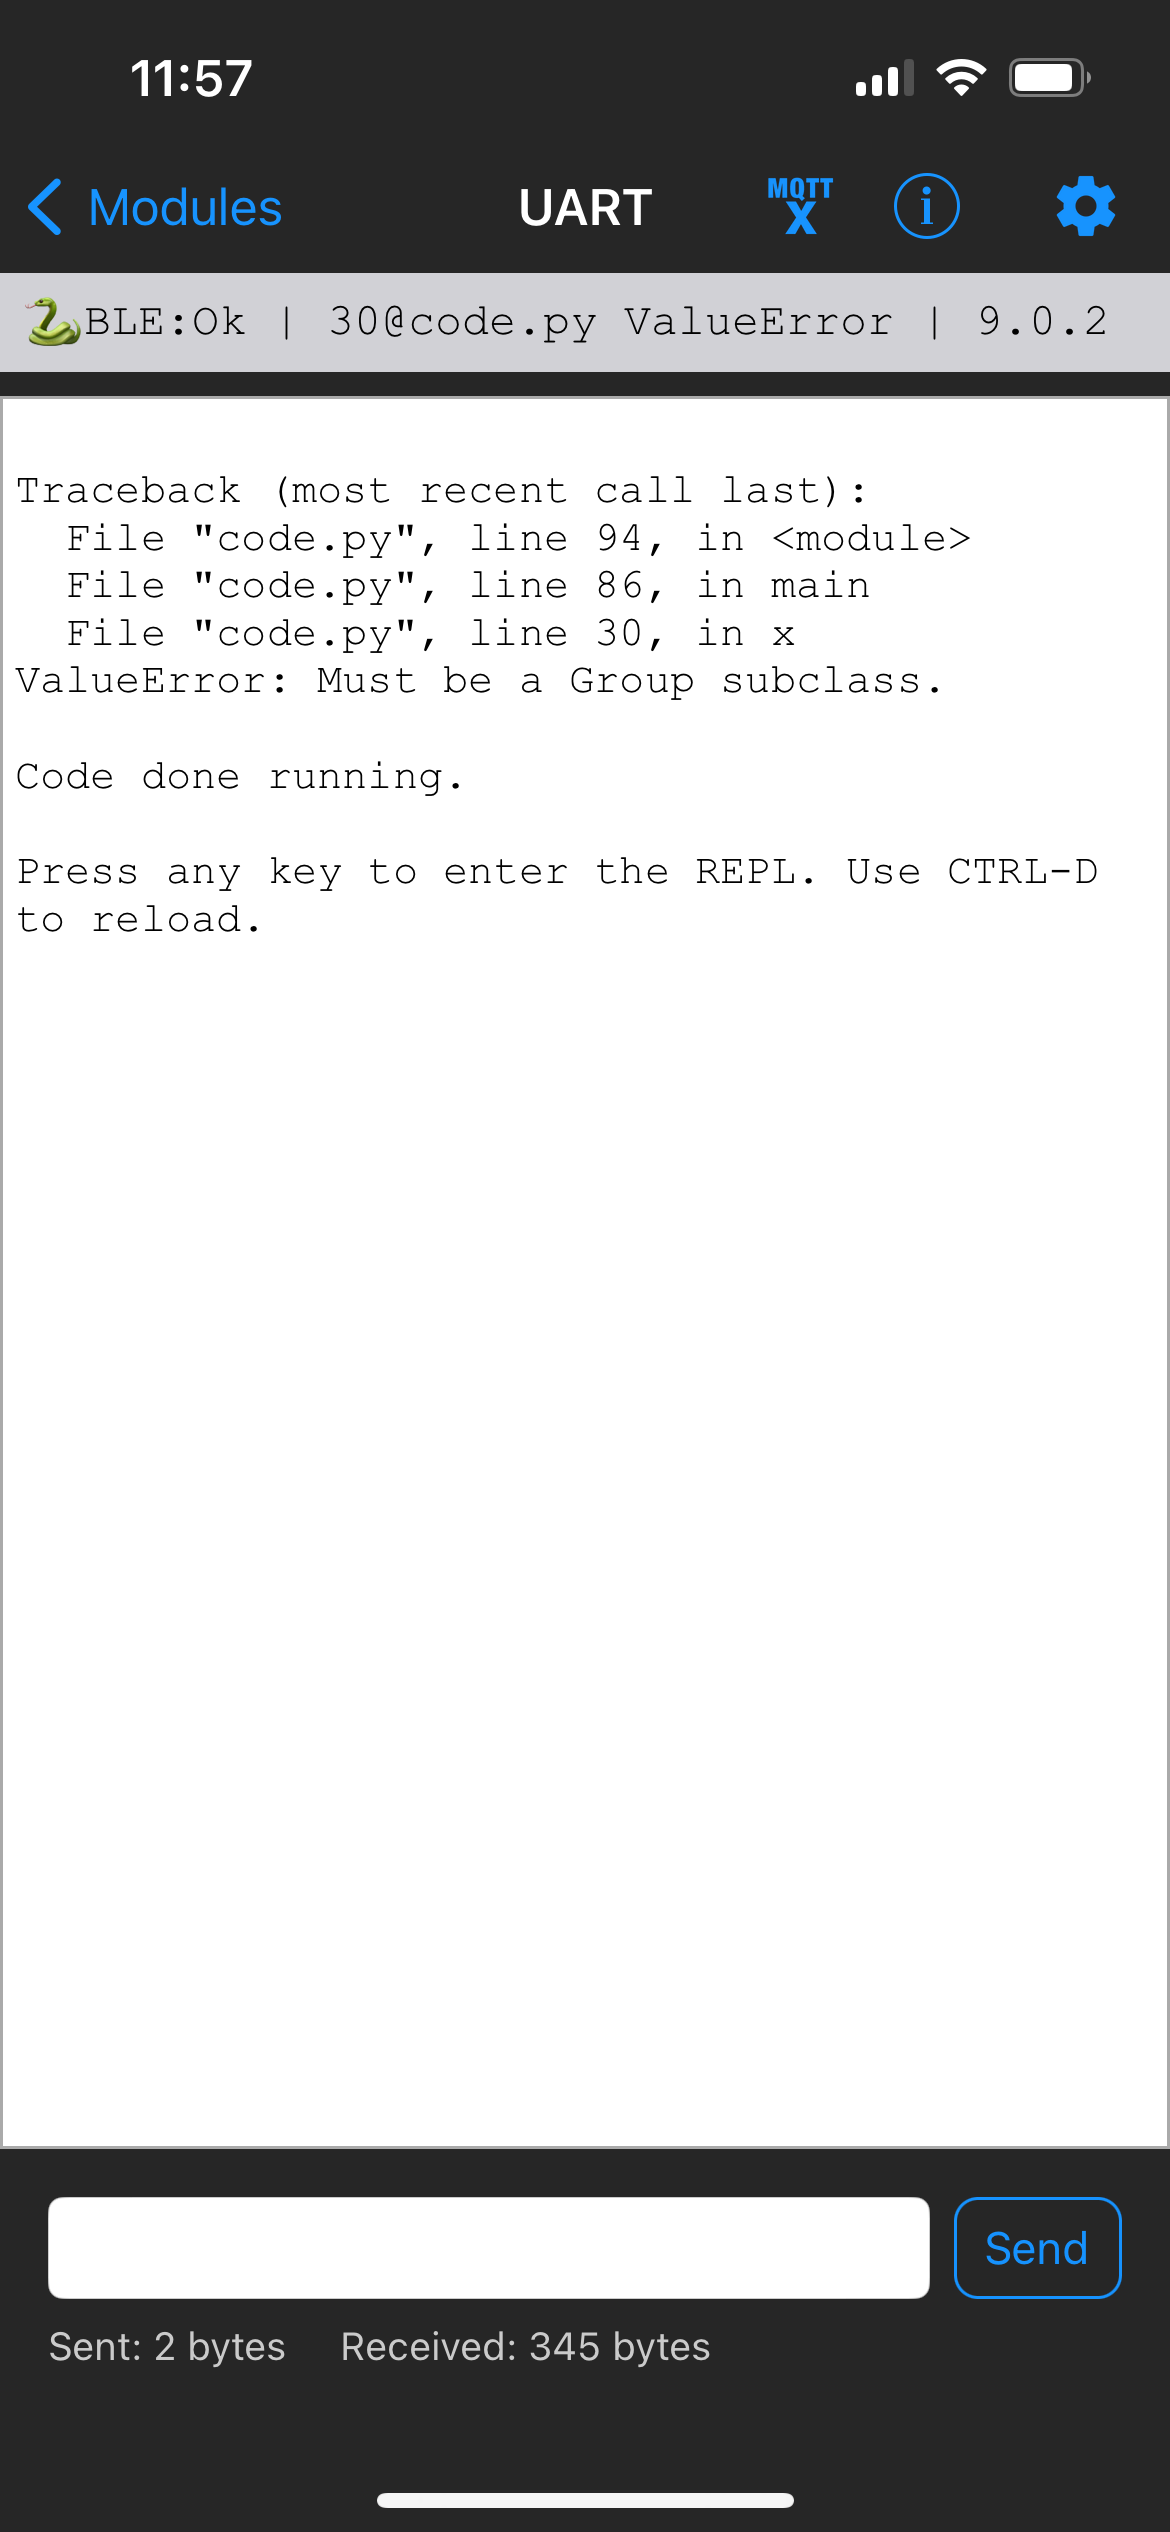 11:57
Modules
UART
MQTT
X
i
BLE:Ok | 30@code.py ValueError | 9.0.2
Traceback (most recent call last):
  File "code.py", line 94, in <module>
  File "code.py", line 86, in main
  File "code.py", line 30, in x
ValueError: Must be a Group subclass.
Code done running.
Press any key to enter the REPL. Use CTRL-D
to reload.
Send
Sent: 2 bytes Received: 345 bytes